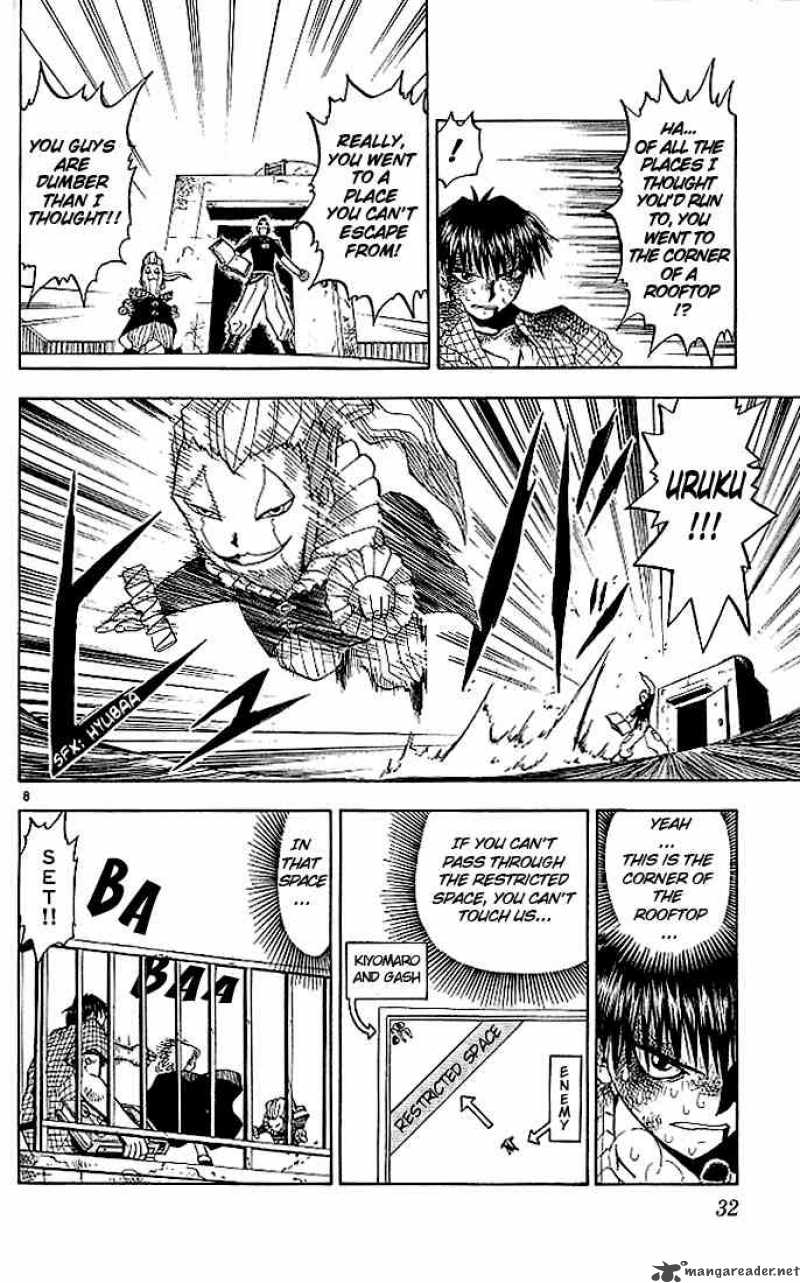 HA...
OF ALL THE
PLACES I
THOUGHT
YOU'D RUN
TO, YOU
WENT TO
THE CORNER
OF A
ROOFTOP
!?
!
REALLY,
YOU WENT
TO A
PLACE
YOU CAN'T
ESCAPE
FROM!
YOU GUYS
ARE
DUMBER
THAN I
THOUGHT!!
URUKU
!!!
SFX: HYUBAA
8
YEAH
...
THIS IS THE
CORNER OF
THE
ROOFTOP
...
IF YOU CAN'T
PASS THROUGH
THE RESTRICTED
SPACE, YOU CAN'T
TOUCH US...
KIYOMARO
AND GASH
RESTRICTED SPACE
ENEMY
IN
THAT
SPACE
...
BA
BAA
SET!!
32
mangareader.net